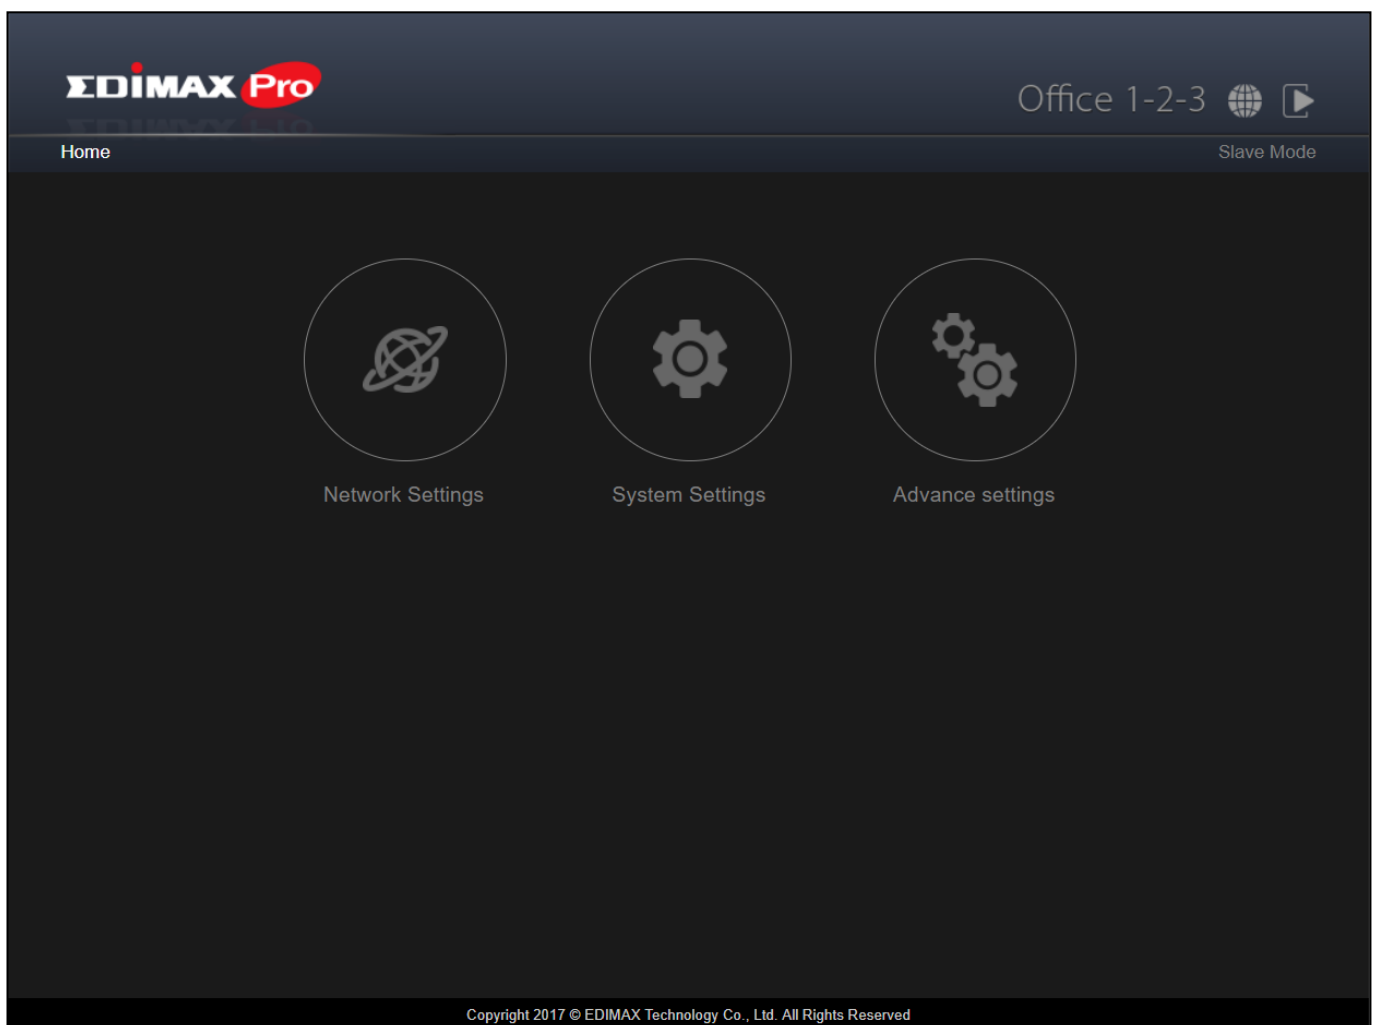 EDiMAX Pro
Office 1-2-3
Home
Slave Mode
Network Settings
System Settings
Advance settings
Copyright 2017 © EDIMAX Technology Co., Ltd. All Rights Reserved